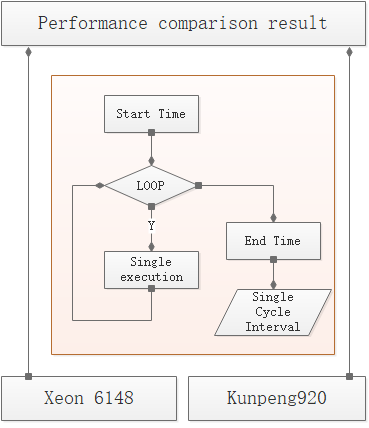 Performance comparison result
Start Time
LOOP
Y
Single
execution
End Time
Single
Cycle
Interval
Xeon 6148
Kunpeng920